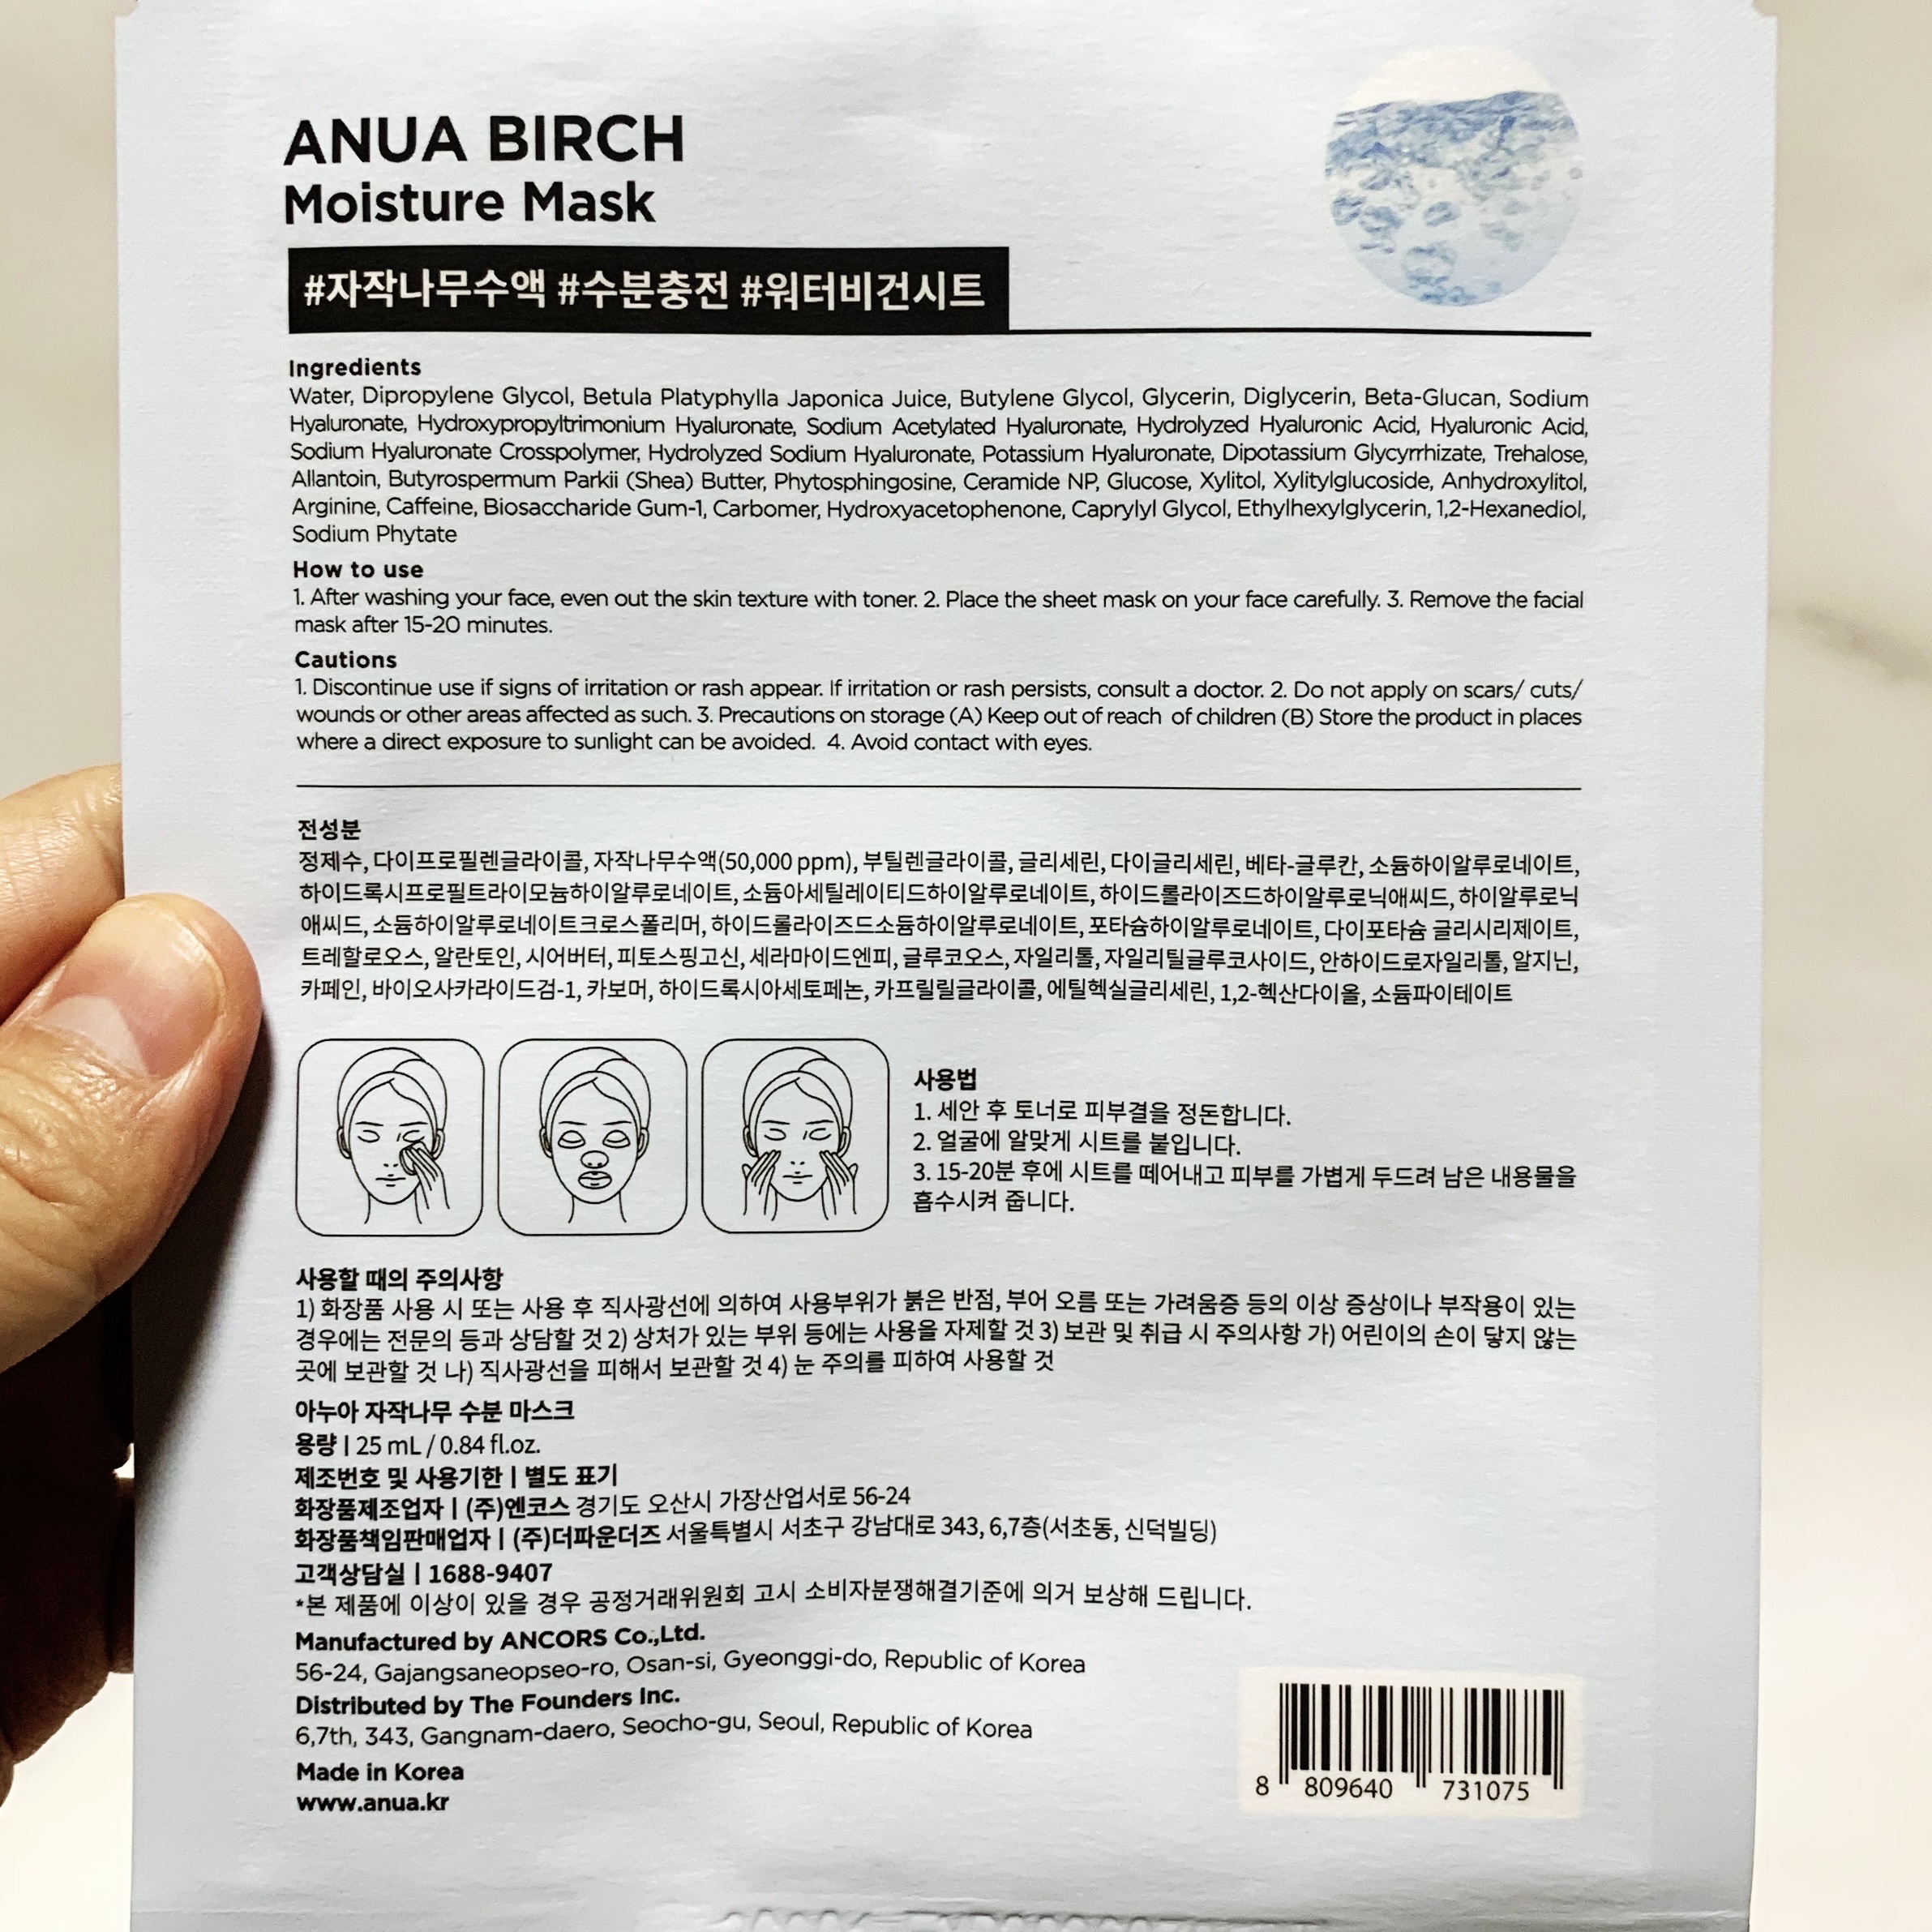 ANUA BIRCH
Moisture Mask
#자작나무수액 #수분충전 #워터비건시트
Ingredients
Water, Dipropylene Glycol, Betula Platyphylla Japonica Juice, Butylene Glycol, Glycerin, Diglycerin, Beta-Glucan, Sodium
Hyaluronate, Hydroxypropyltrimonium Hyaluronate, Sodium Acetylated Hyaluronate, Hydrolyzed Hyaluronic Acid, Hyaluronic Acid,
Sodium Hyaluronate Crosspolymer, Hydrolyzed Sodium Hyaluronate, Potassium Hyaluronate, Dipotassium Glycyrrhizate, Trehalose,
Allantoin, Butyrospermum Parkii (Shea) Butter, Phytosphingosine, Ceramide NP, Glucose, Xylitol, Xylitylglucoside, Anhydroxylitol,
Arginine, Caffeine, Biosaccharide Gum-1, Carbomer, Hydroxyacetophenone, Caprylyl Glycol, Ethylhexylglycerin, 1,2-Hexanediol,
Sodium Phytate
How to use
1. After washing your face, even out the skin texture with toner. 2. Place the sheet mask on your face carefully. 3. Remove the facial
mask after 15-20 minutes.
Cautions
1. Discontinue use if signs of irritation or rash appear. If irritation or rash persists, consult a doctor. 2. Do not apply on scars/ cuts/
wounds or other areas affected as such. 3. Precautions on storage (A) Keep out of reach of children (B) Store the product in places
where a direct exposure to sunlight can be avoided. 4. Avoid contact with eyes.
전성분
정제수, 다이프로필렌글라이콜, 자작나무수액(50,000 ppm), 부틸렌글라이콜, 글리세린, 다이글리세린, 베타-글루칸, 소듐하이알루로네이트,
하이드록시프로필트라이모늄하이알루로네이트, 소듐아세틸레이티드하이알루로네이트, 하이드롤라이즈드하이알루로닉애씨드, 하이알루로닉
애씨드, 소듐하이알루로네이트크로스폴리머, 하이드롤라이즈드소듐하이알루로네이트, 포타슘하이알루로네이트, 다이포타슘 글리시리제이트,
트레할로오스, 알란토인, 시어버터, 피토스핑고신, 세라마이드엔피, 글루코오스, 자일리톨, 자일리틸글루코사이드, 안하이드로자일리톨, 알지닌,
카페인, 바이오사카라이드검-1, 카보머, 하이드록시아세토페논, 카프릴릴글라이콜, 에틸헥실글리세린, 1,2-헥산다이올, 소듐파이테이트
사용법
1. 세안 후 토너로 피부결을 정돈합니다.
2. 얼굴에 알맞게 시트를 붙입니다.
3. 15-20분 후에 시트를 떼어내고 피부를 가볍게 두드려 남은 내용물을
흡수시켜 줍니다.
사용할 때의 주의사항
1) 화장품 사용 시 또는 사용 후 직사광선에 의하여 사용부위가 붉은 반점, 부어 오름 또는 가려움증 등의 이상 증상이나 부작용이 있는
경우에는 전문의 등과 상담할 것 2) 상처가 있는 부위 등에는 사용을 자제할 것 3) 보관 및 취급 시 주의사항 가) 어린이의 손이 닿지 않는
곳에 보관할 것 나) 직사광선을 피해서 보관할 것 4) 눈 주의를 피하여 사용할 것
아누아 자작나무 수분 마스크
용량 | 25 mL / 0.84 fl.oz.
제조번호 및 사용기한 | 별도 표기
화장품제조업자 | (주)엔코스 경기도 오산시 가장산업서로 56-24
화장품책임판매업자 | (주)더파운더즈 서울특별시 서초구 강남대로 343, 6,7층(서초동, 신덕빌딩)
고객상담실 | 1688-9407
*본 제품에 이상이 있을 경우 공정거래위원회 고시 소비자분쟁해결기준에 의거 보상해 드립니다.
Manufactured by ANCORS Co.,Ltd.
56-24, Gajangsaneopseo-ro, Osan-si, Gyeonggi-do, Republic of Korea
Distributed by The Founders Inc.
6,7th, 343, Gangnam-daero, Seocho-gu, Seoul, Republic of Korea
Made in Korea
www.anua.kr
8 809640 731075